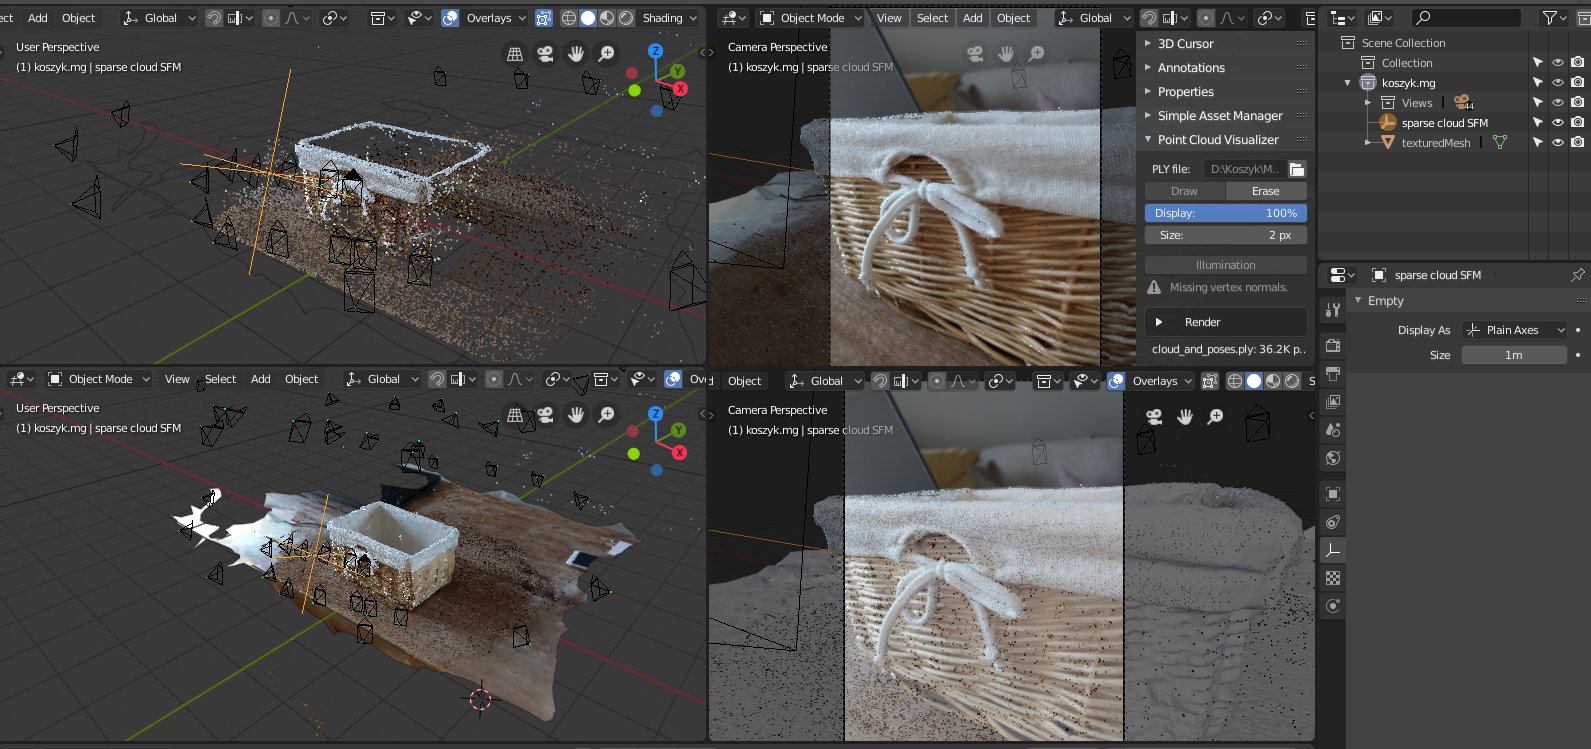 ect Add Object Global Overlays Shading
User Perspective
(1) koszyk.mg | sparse cloud SFM
Z
Y
X
Object Mode View Select Add Object Global
Camera Perspective
(1) koszyk.mg | sparse cloud SFM
3D Cursor
Annotations
Properties
Simple Asset Manager
Point Cloud Visualizer
PLY file: D:\Koszyk\M..
Draw Erase
Display: 100%
Size: 2 px
Illumination
Missing vertex normals.
Render
cloud_and_poses.ply: 36.2K p..
Object Mode View Select Add Object Global Ov
User Perspective
(1) koszyk.mg | sparse cloud SFM
Z
Y
X
d Object Global Overlays S
Camera Perspective
(1) koszyk.mg | sparse cloud SFM
Scene Collection
Collection
koszyk.mg
Views 44
sparse cloud SFM
texturedMesh
sparse cloud SFM
Empty
Display As Plain Axes
Size 1m